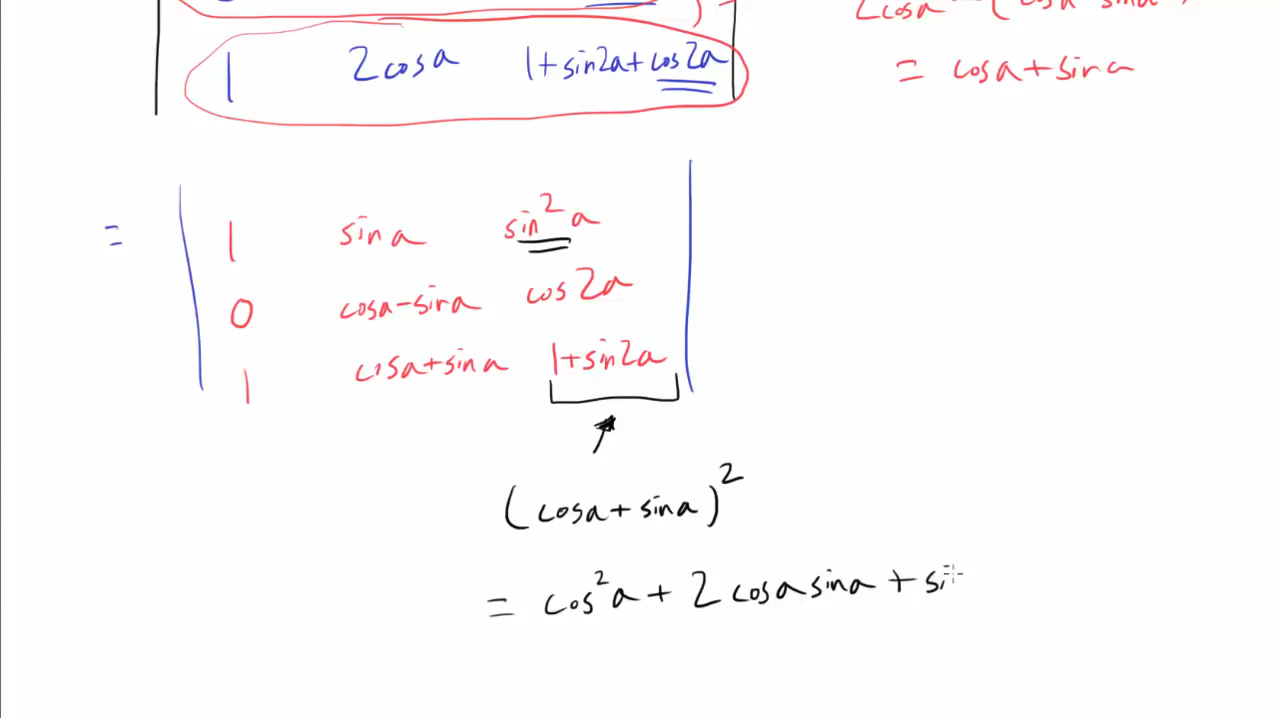 1 2cosa 1+sin2a+cos2a
= cosa+sina
= | 1 sina sin²a |
0 cosa-sina cos2a
1 cosa+sina 1+sin2a
(cosa+sina)²
= cos²a + 2cosasina + si